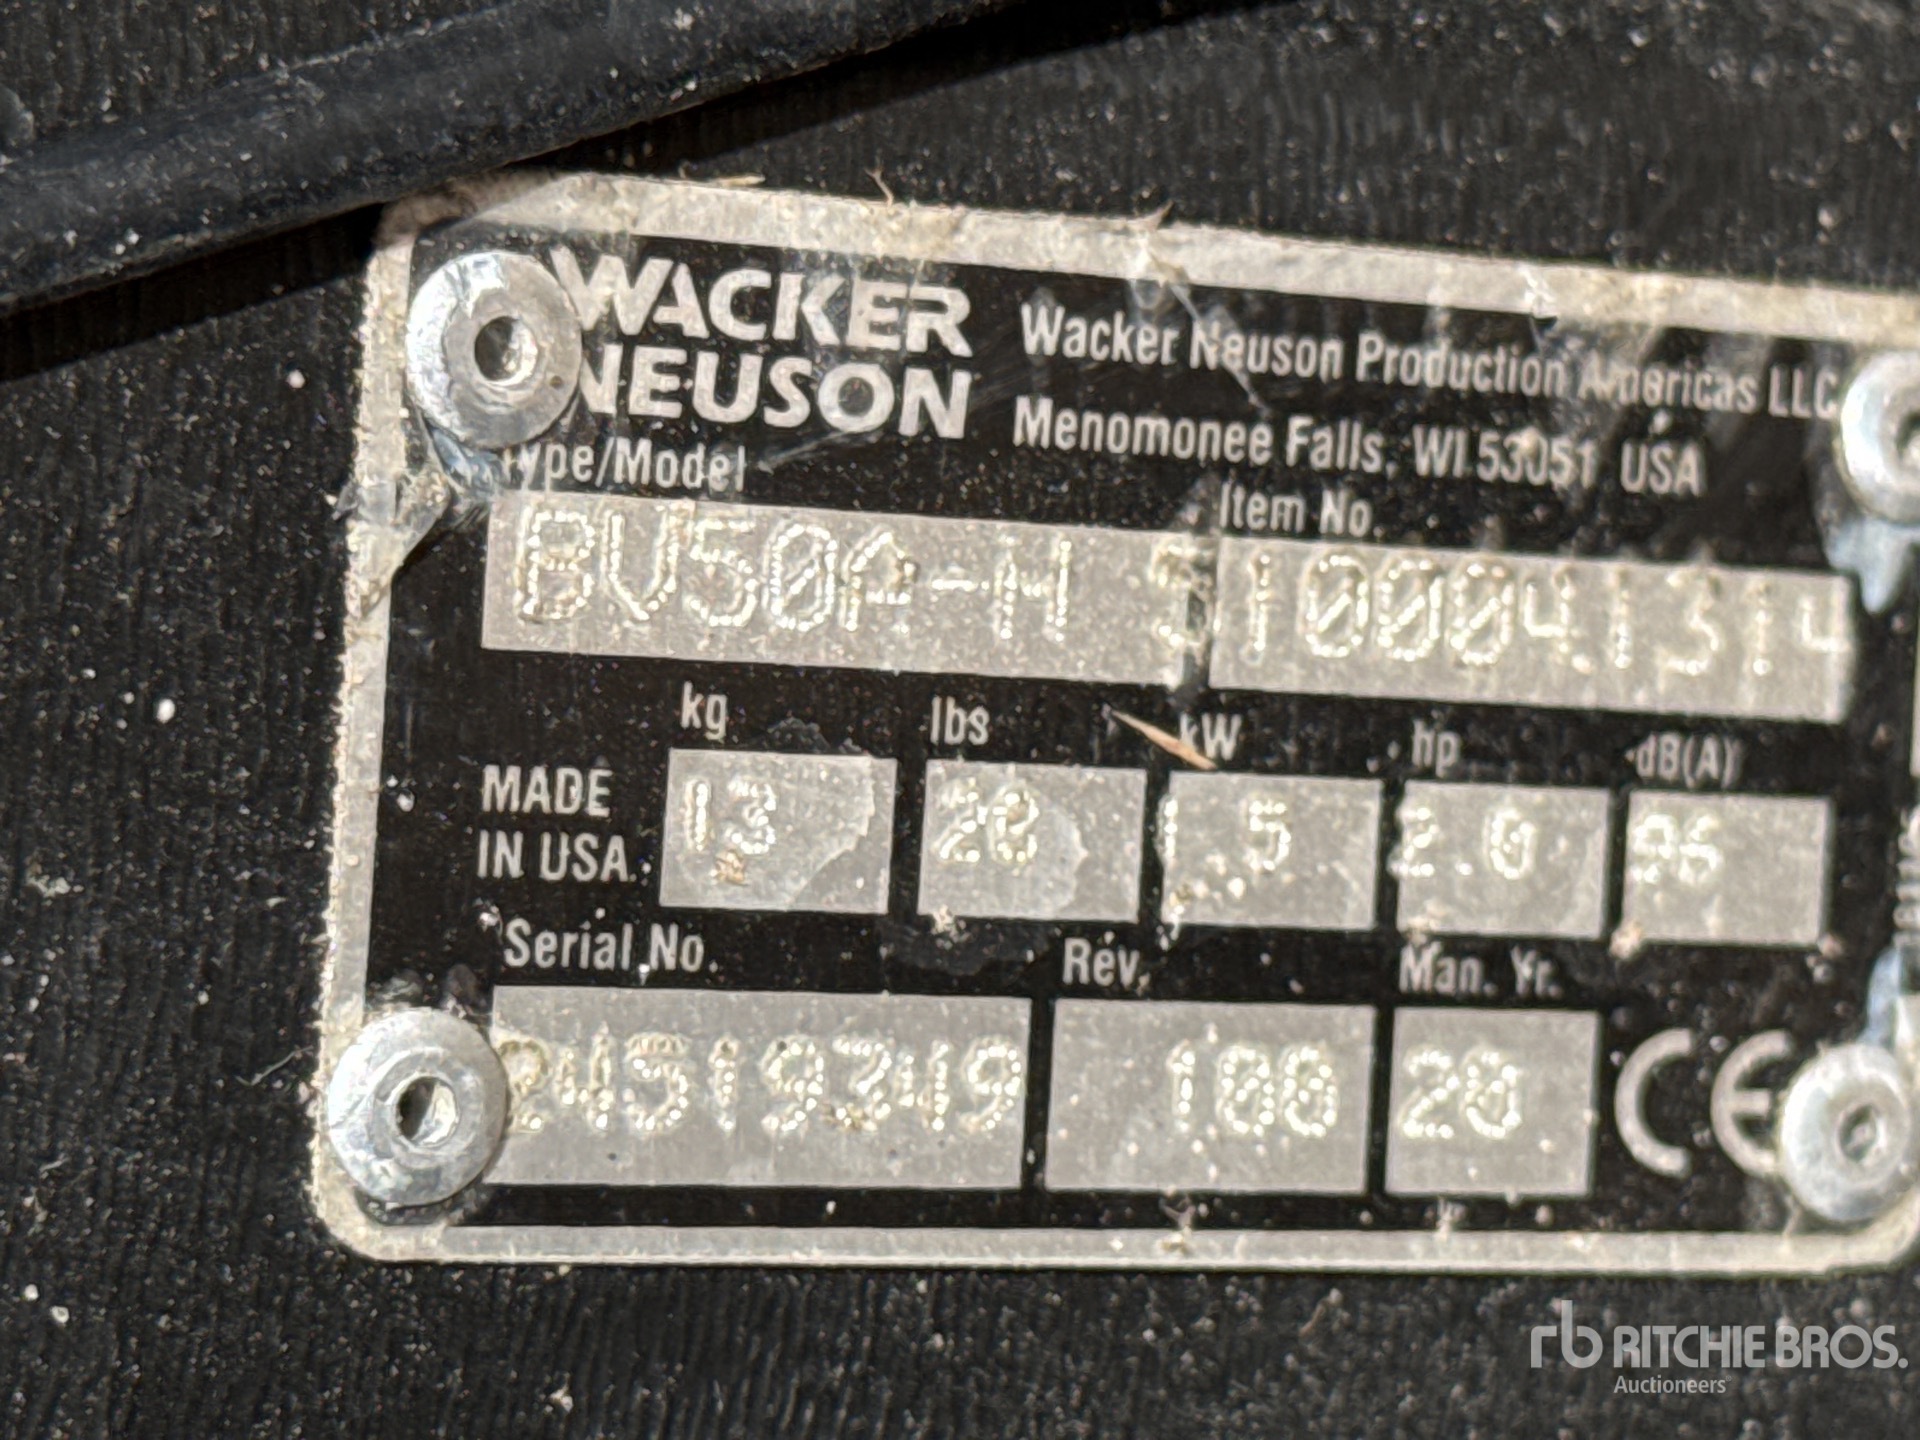 WACKER
NEUSON
Wacker Neuson Production Americas LLC
Menomonee Falls, WI 53051 USA
Type/Model
Item No.
BV50A-H S 5100041314
kg lbs kW hp dB(A)
MADE
IN USA
13 28 1.5 2.0 96
Serial No. Rev. Man. Yr.
24519349 100 20
CE
rb RITCHIE BROS.
Auctioneers